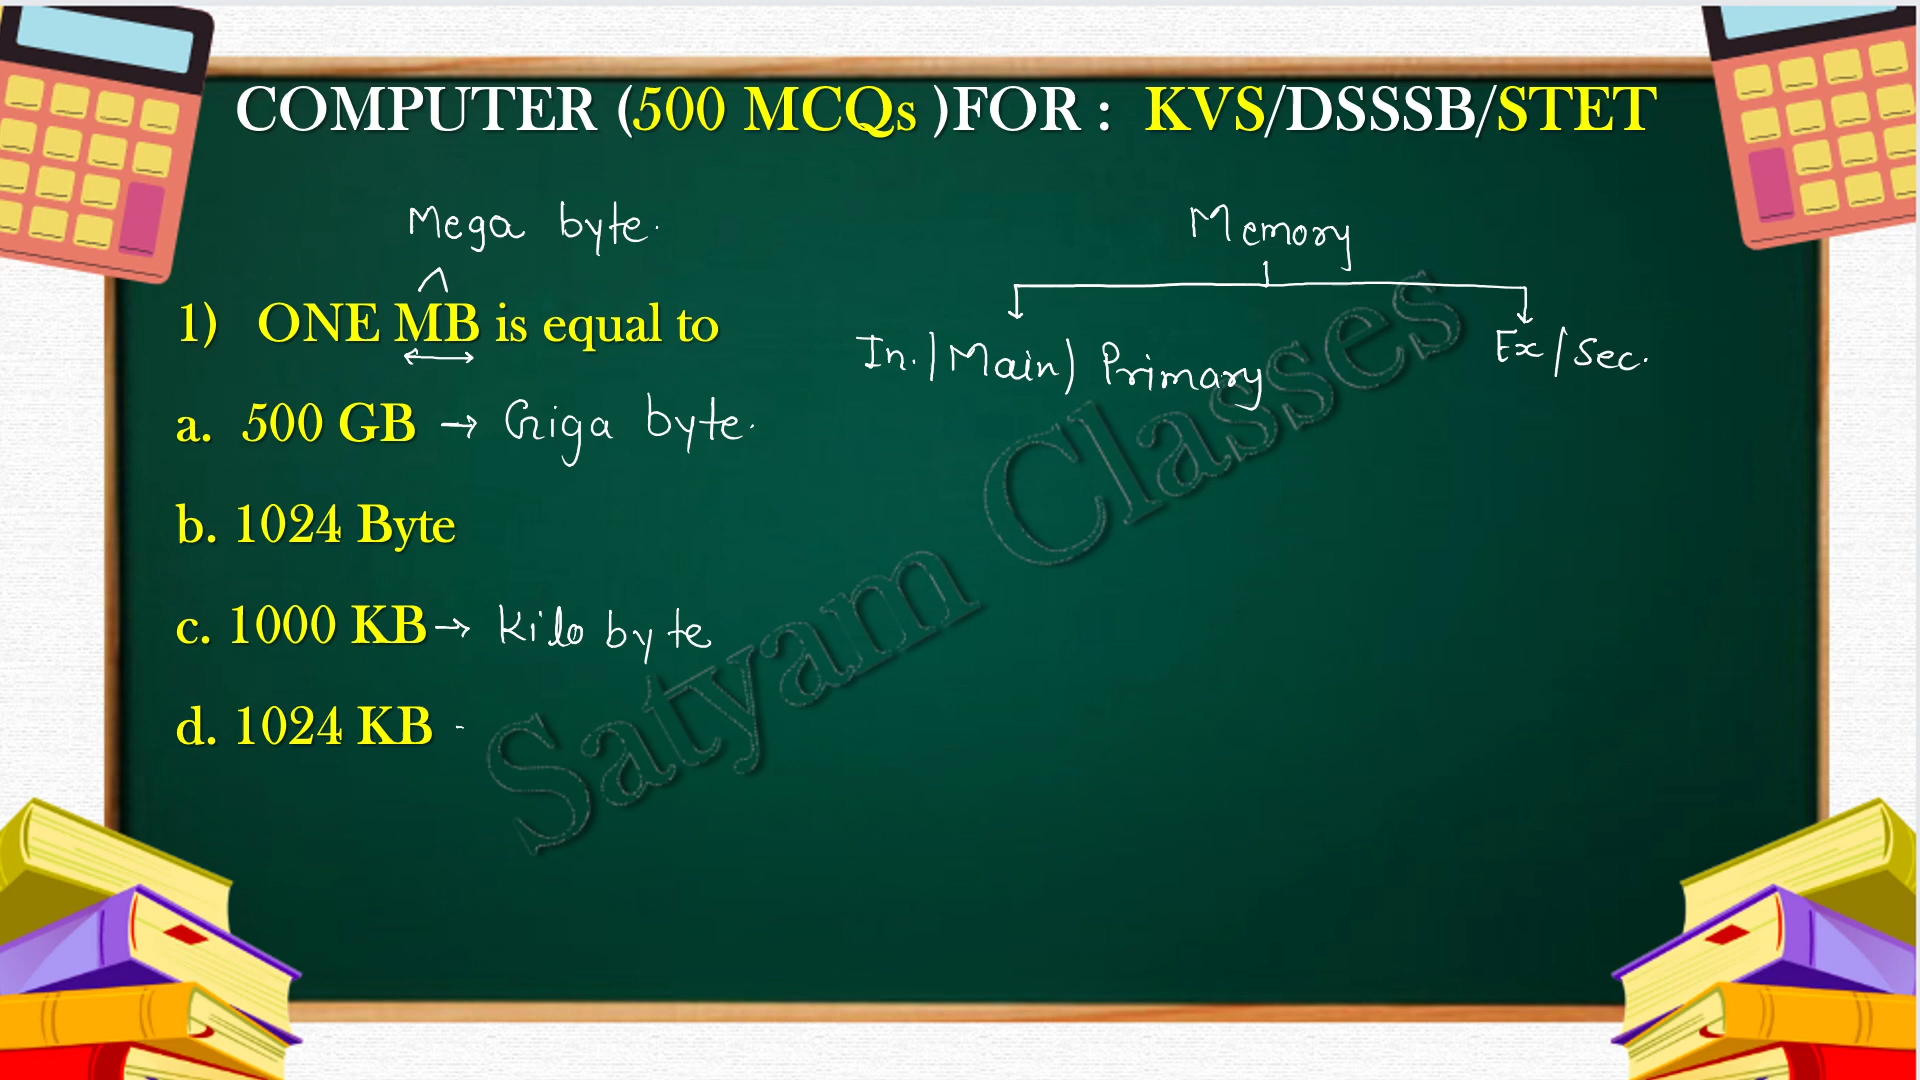 COMPUTER (500 MCQs )FOR : KVS/DSSSB/STET
Mega byte.
1) ONE MB is equal to
a. 500 GB → Giga byte.
b. 1024 Byte
c. 1000 KB → Kilo byte
d. 1024 KB -
Memory
In. | Main) Primary
Ex / Sec.
Satyam Classes